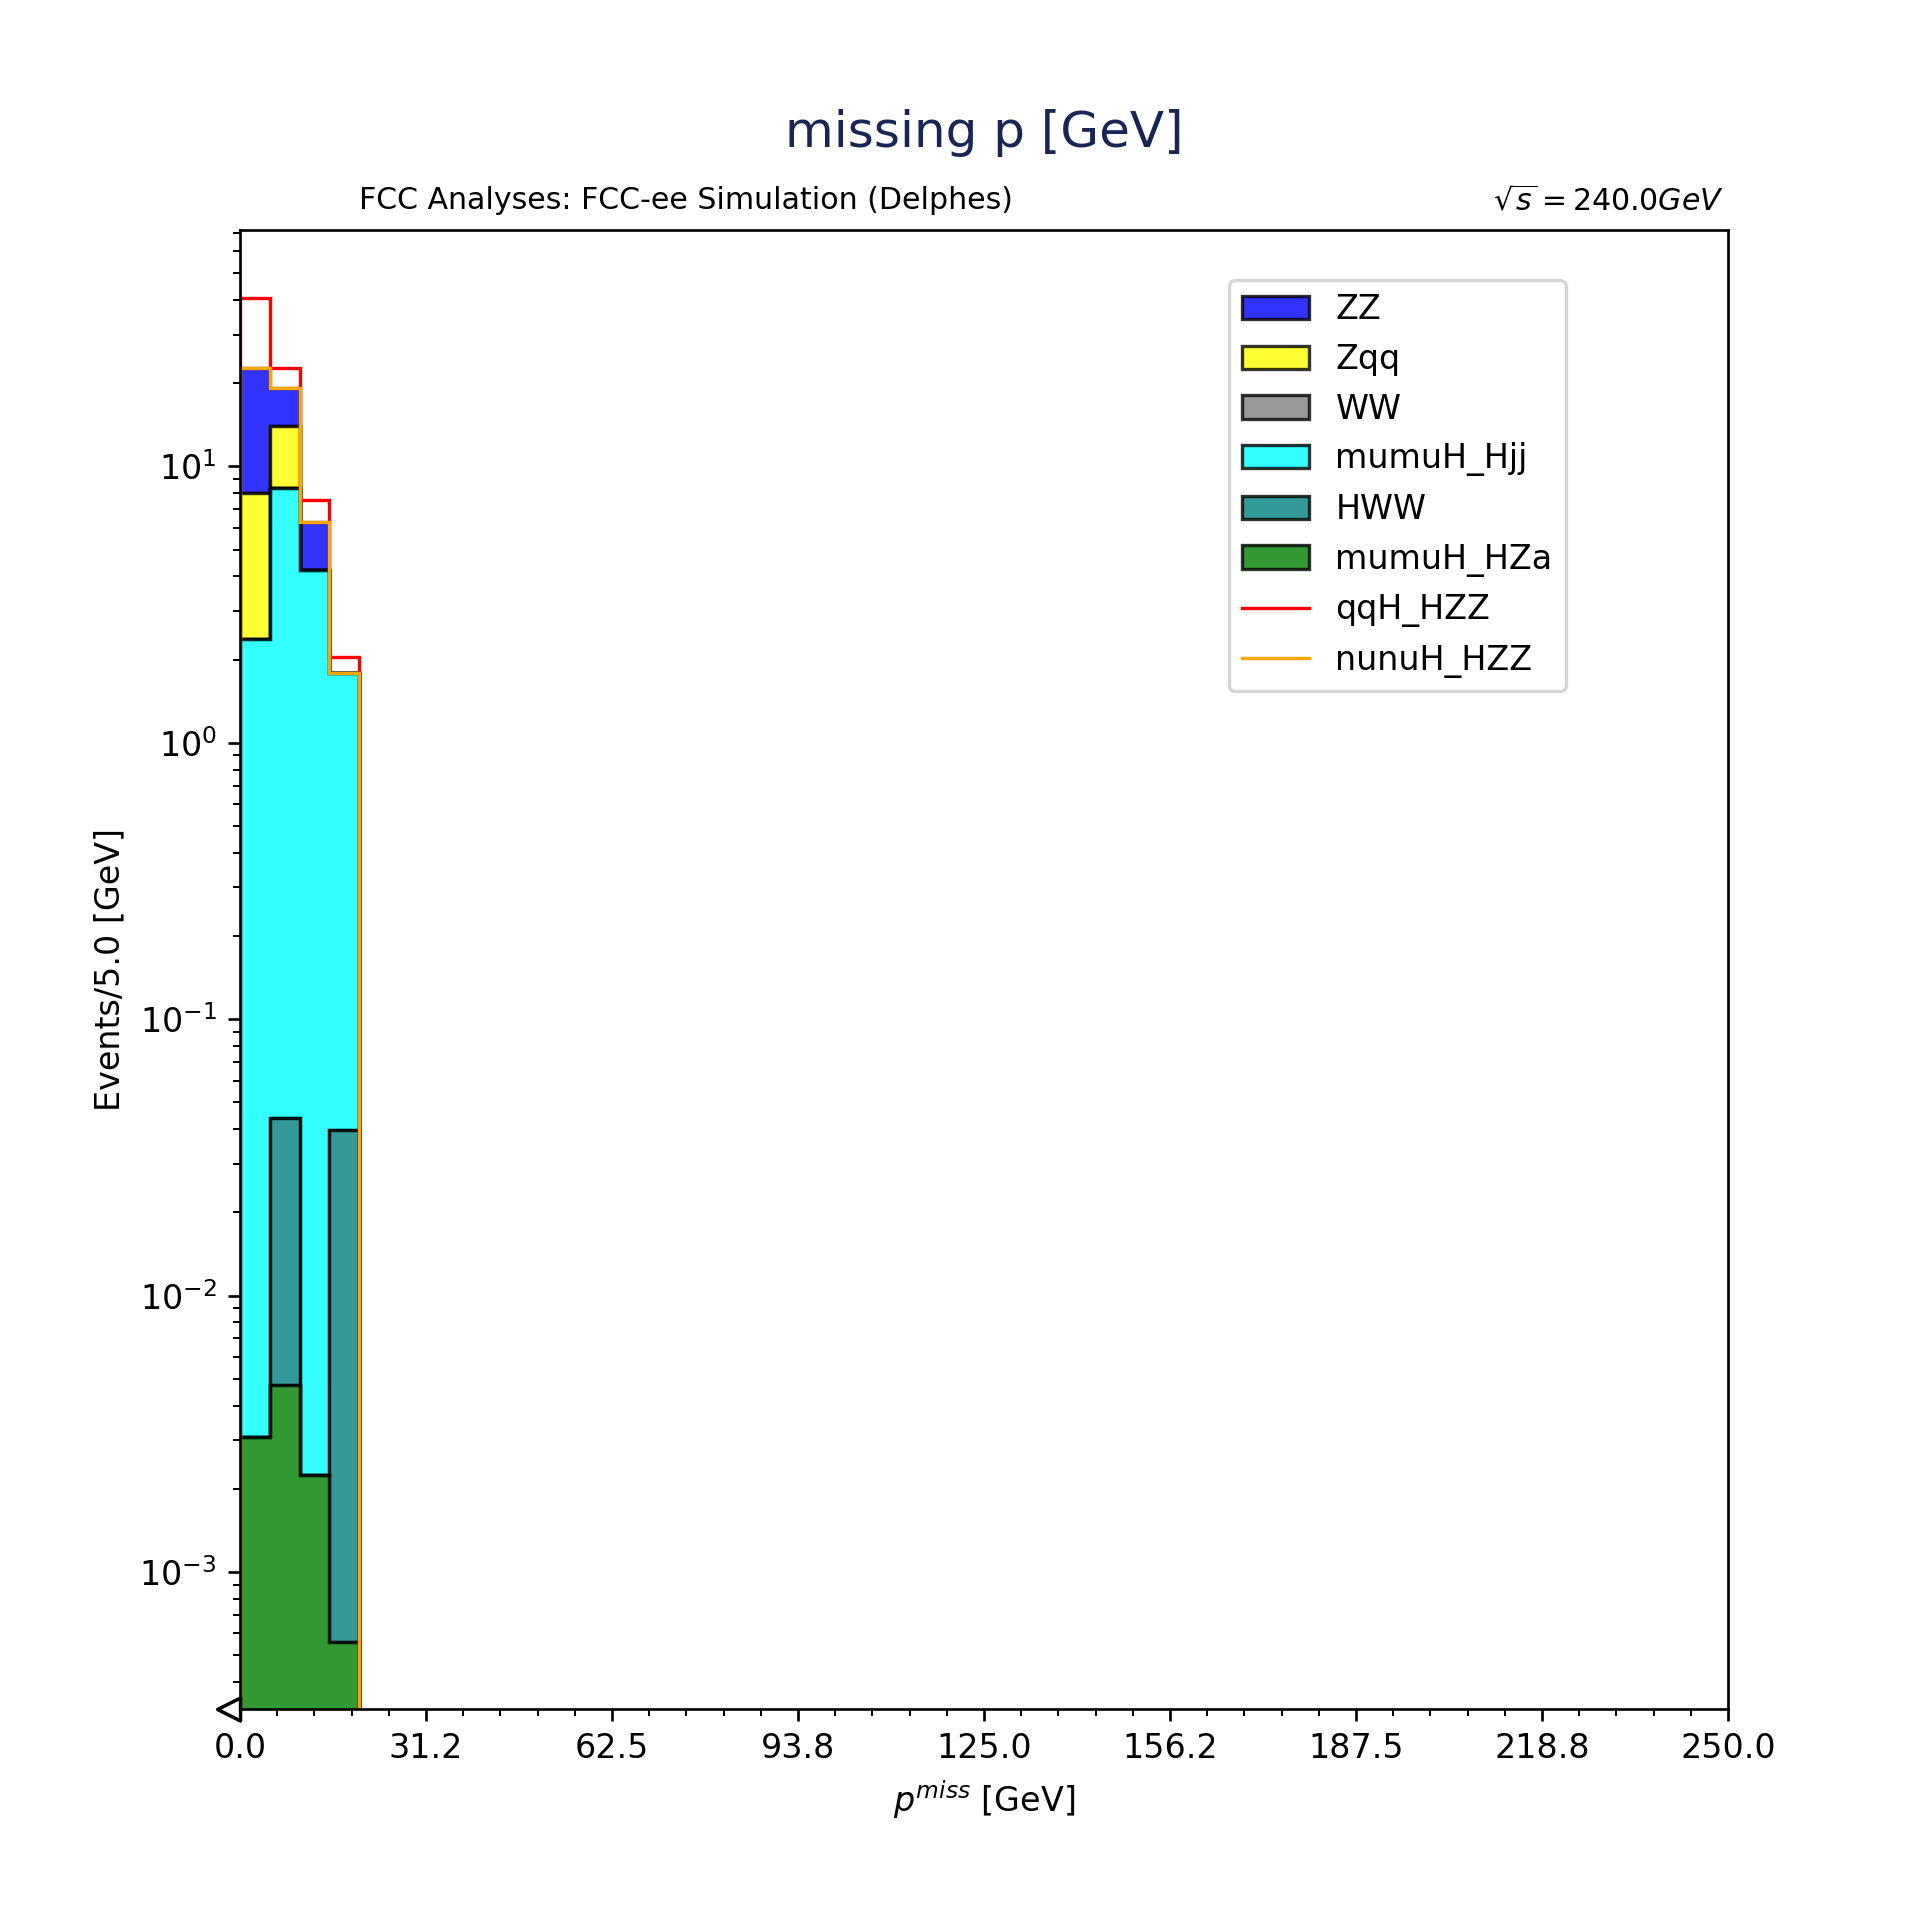 missing p [GeV]
FCC Analyses: FCC-ee Simulation (Delphes)
√s = 240.0GeV
ZZ
Zqq
WW
mumuH_Hjj
HWW
mumuH_HZa
qqH_HZZ
nunuH_HZZ
10¹
10⁰
10⁻¹
10⁻²
10⁻³
Events/5.0 [GeV]
0.0 31.2 62.5 93.8 125.0 156.2 187.5 218.8 250.0
pᵐⁱˢˢ [GeV]